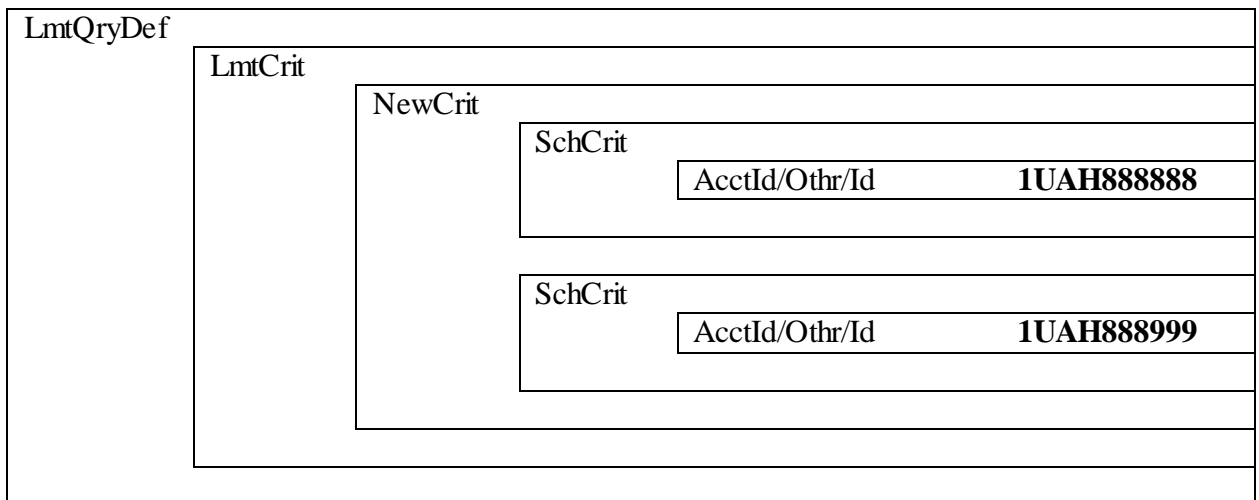 LmtQryDef
LmtCrit
NewCrit
SchCrit
AcctId/Othr/Id 1UAH888888
SchCrit
AcctId/Othr/Id 1UAH888999